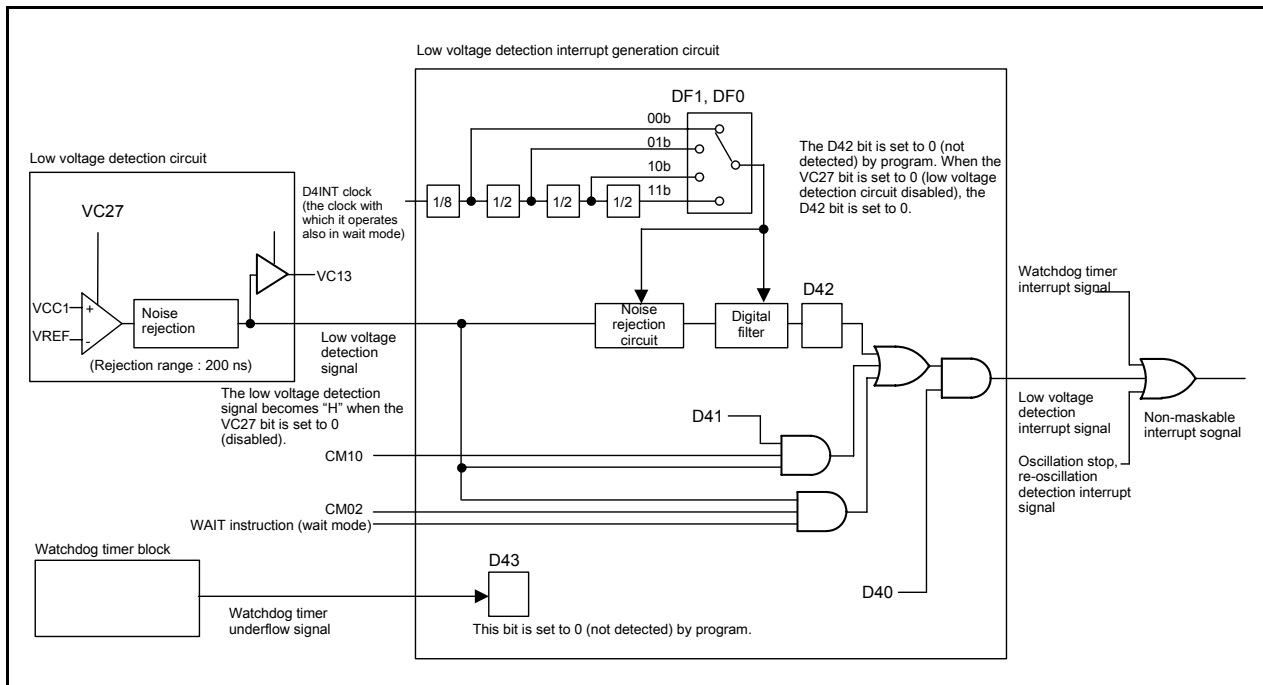 Low voltage detection interrupt generation circuit
DF1, DF0
00b
01b
10b
11b
The D42 bit is set to 0 (not
detected) by program. When the
VC27 bit is set to 0 (low voltage
detection circuit disabled), the
D42 bit is set to 0.
Low voltage detection circuit
D4INT clock
(the clock with
which it operates
also in wait mode)
1/8
1/2
1/2
1/2
VC27
VC13
VCC1
+
VREF
-
Noise
rejection
(Rejection range : 200 ns)
Low voltage
detection
signal
The low voltage detection
signal becomes “H” when the
VC27 bit is set to 0
(disabled).
Noise
rejection
circuit
Digital
filter
D42
Watchdog timer
interrupt signal
Low voltage
detection
interrupt signal
Non-maskable
interrupt sognal
Oscillation stop,
re-oscillation
detection interrupt
signal
D41
CM10
CM02
WAIT instruction (wait mode)
D40
Watchdog timer block
Watchdog timer
underflow signal
D43
This bit is set to 0 (not detected) by program.